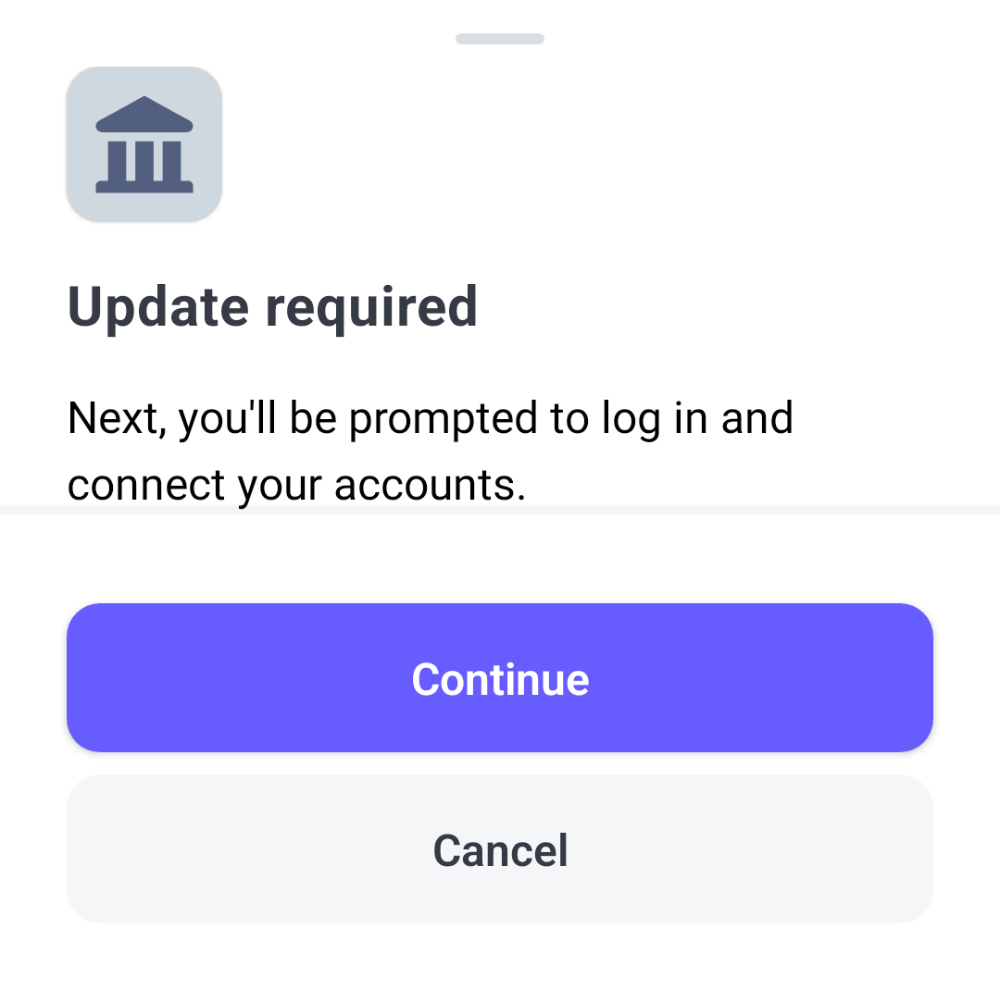 Update required
Next, you'll be prompted to log in and
connect your accounts.
Continue
Cancel